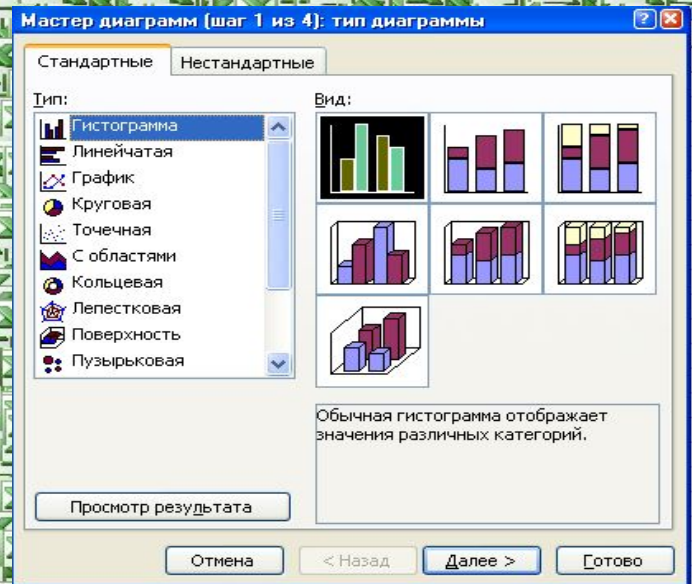 Мастер диаграмм (шаг 1 из 4): тип диаграммы
Стандартные
Нестандартные
Тип:
Вид:
Гистограмма
Линейчатая
График
Круговая
Точечная
С областями
Кольцевая
Лепестковая
Поверхность
Пузырьковая
Обычная гистограмма отображает
значения различных категорий.
Просмотр результата
Отмена
< Назад
Далее >
Готово